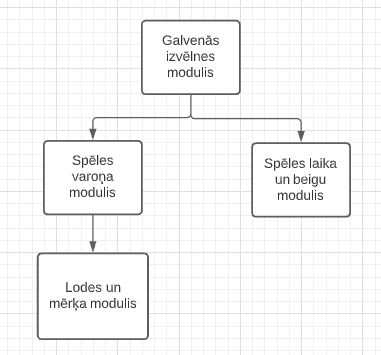 Galvenās
izvēlnes
modulis
Spēles
varoņa
modulis
Spēles laika
un beigu
modulis
Lodes un
mērķa modulis